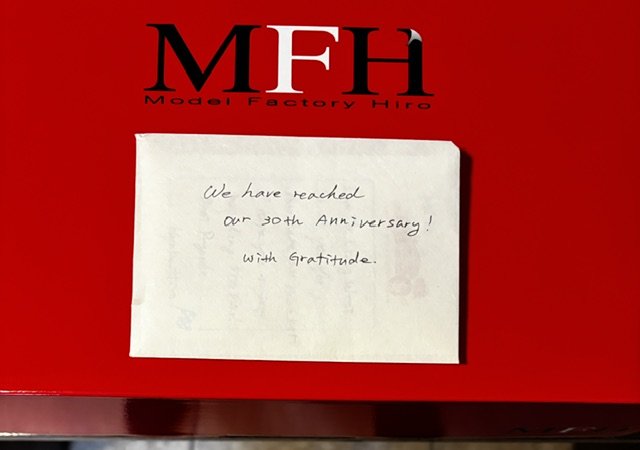 MFH
Model Factory Hiro
We have reached
our 30th Anniversary!
with Gratitude.